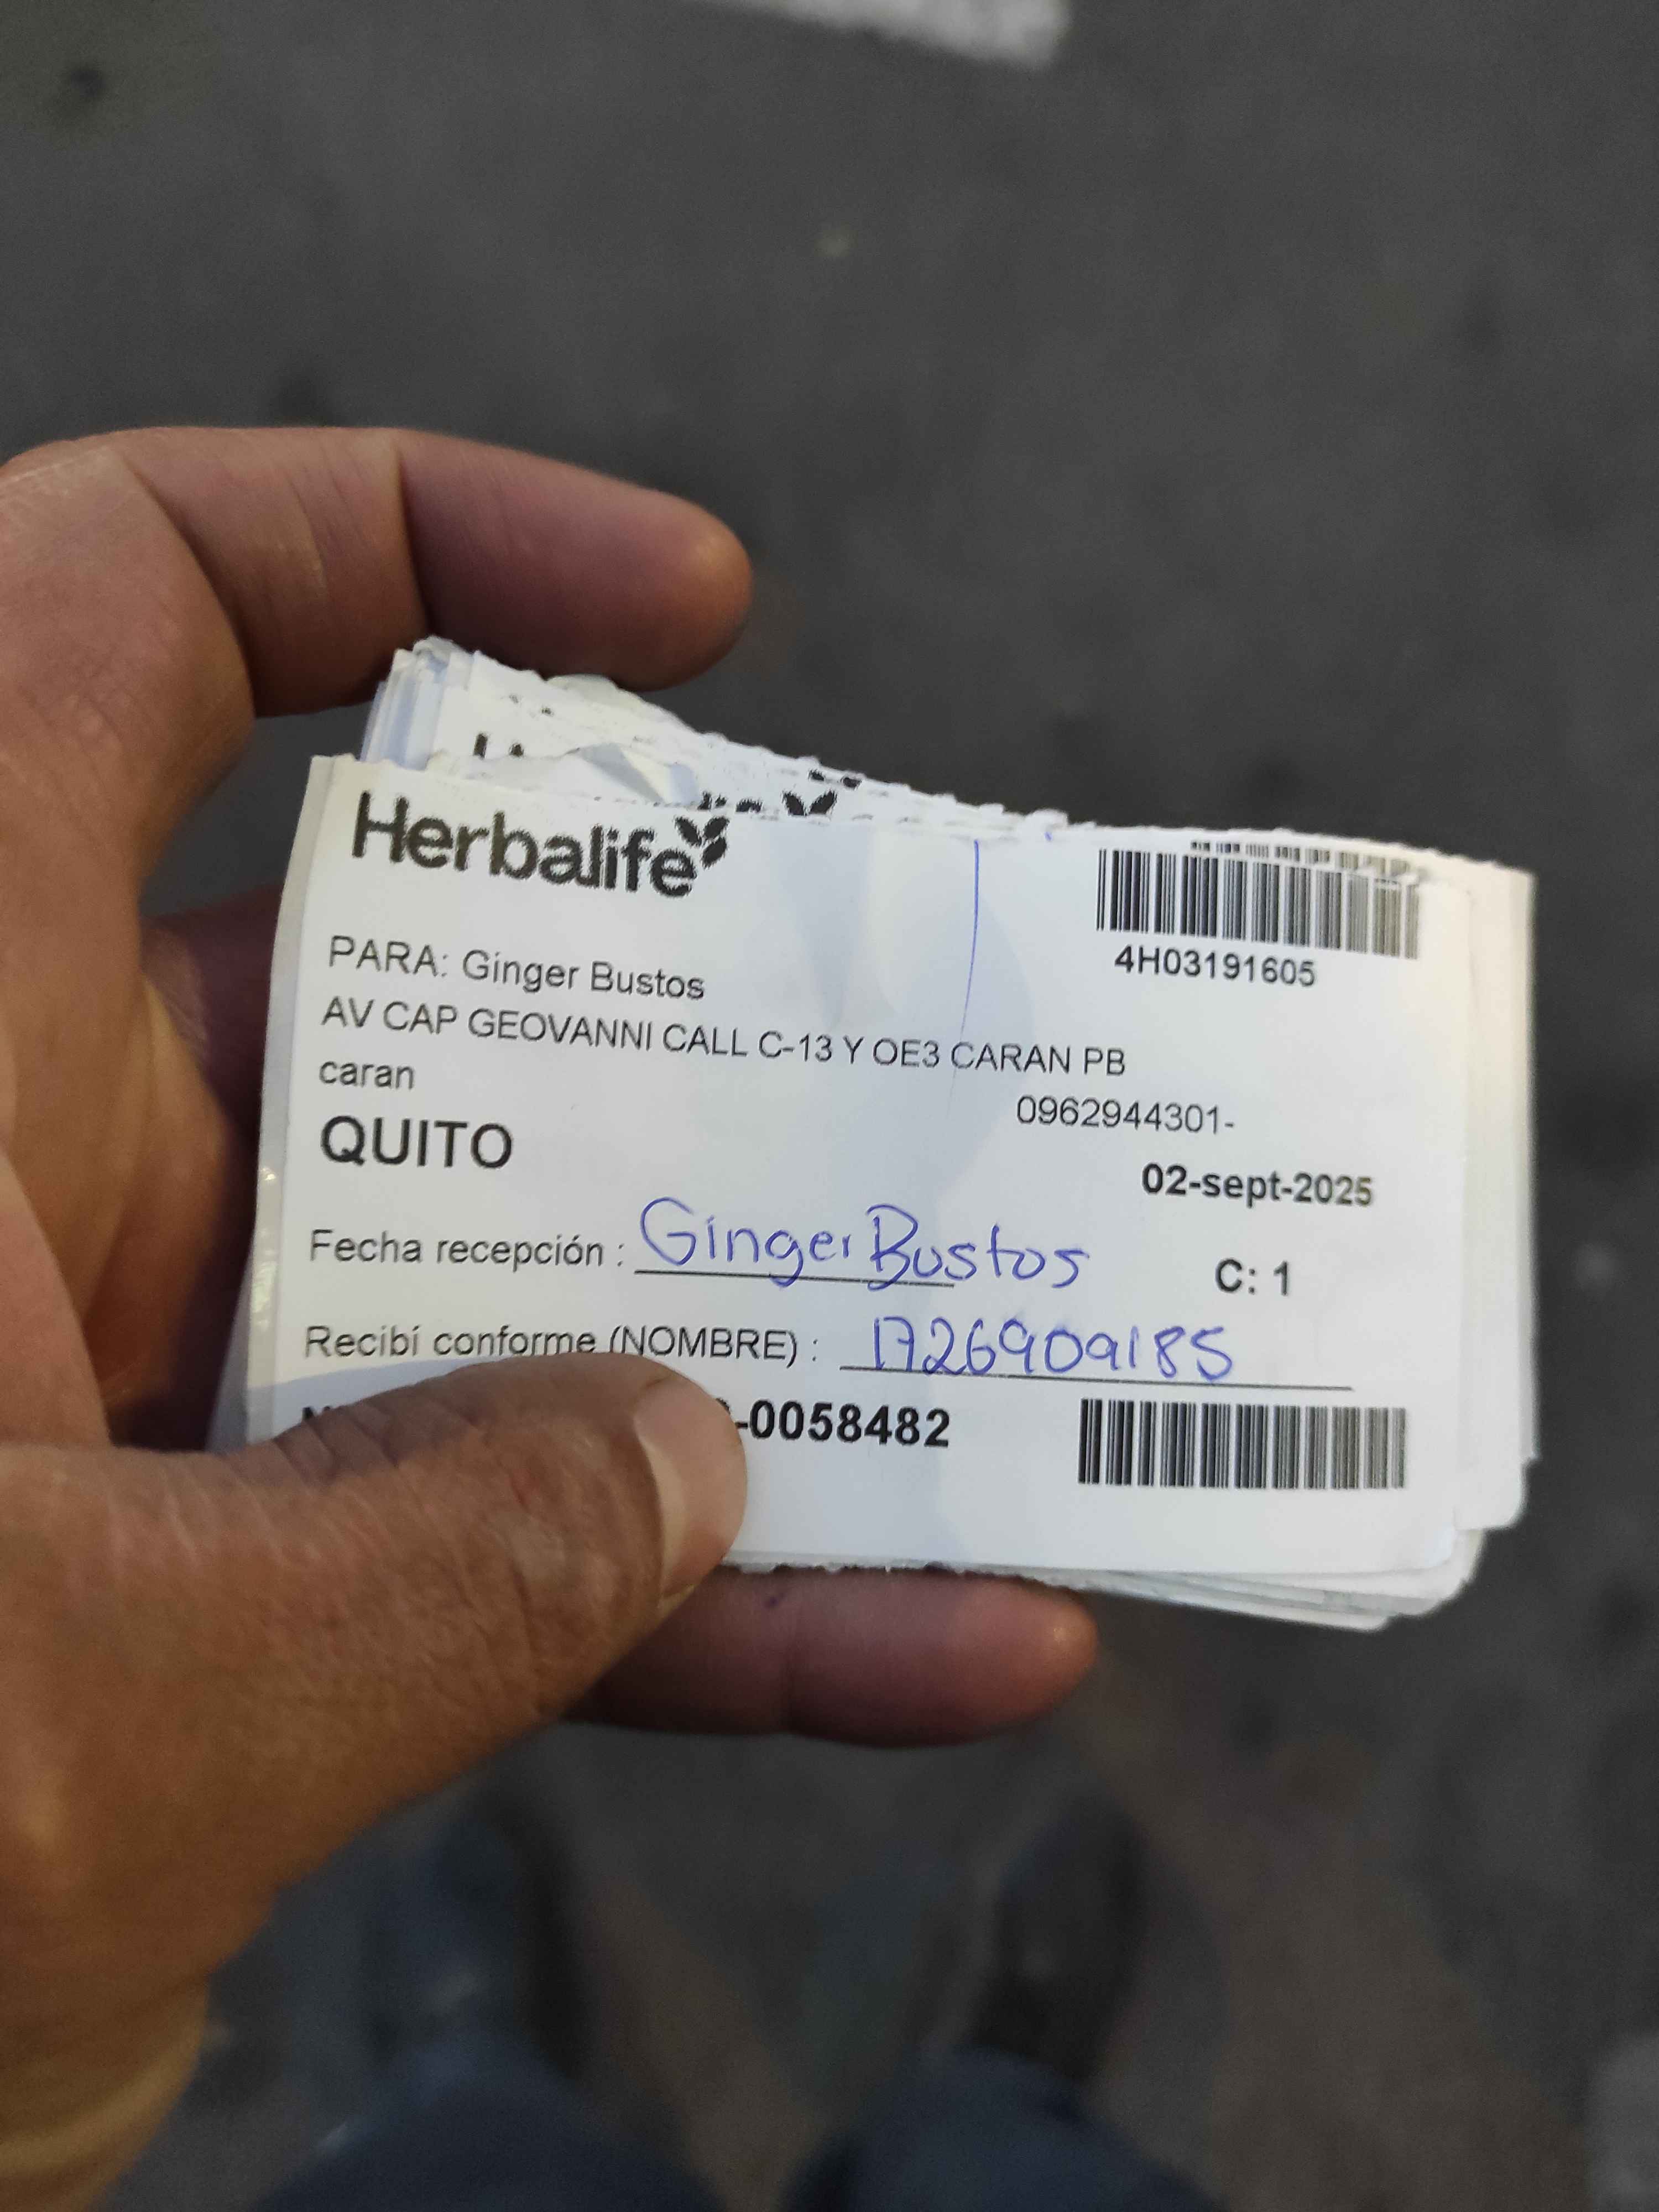 Herbalife
4H03191605
PARA: Ginger Bustos
AV CAP GEOVANNI CALL C-13 Y OE3 CARAN PB
caran
0962944301-
QUITO
02-sept-2025
Fecha recepción : Ginger Bustos
C: 1
Recibí conforme (NOMBRE) : 1726909185
-0058482